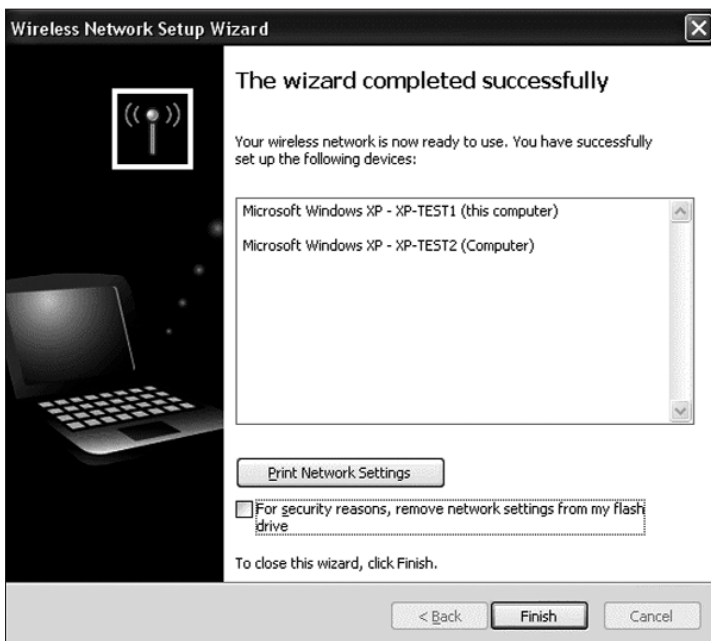 Wireless Network Setup Wizard
The wizard completed successfully
Your wireless network is now ready to use. You have successfully
set up the following devices:
Microsoft Windows XP - XP-TEST1 (this computer)
Microsoft Windows XP - XP-TEST2 (Computer)
Print Network Settings
For security reasons, remove network settings from my flash
drive
To close this wizard, click Finish.
< Back
Finish
Cancel